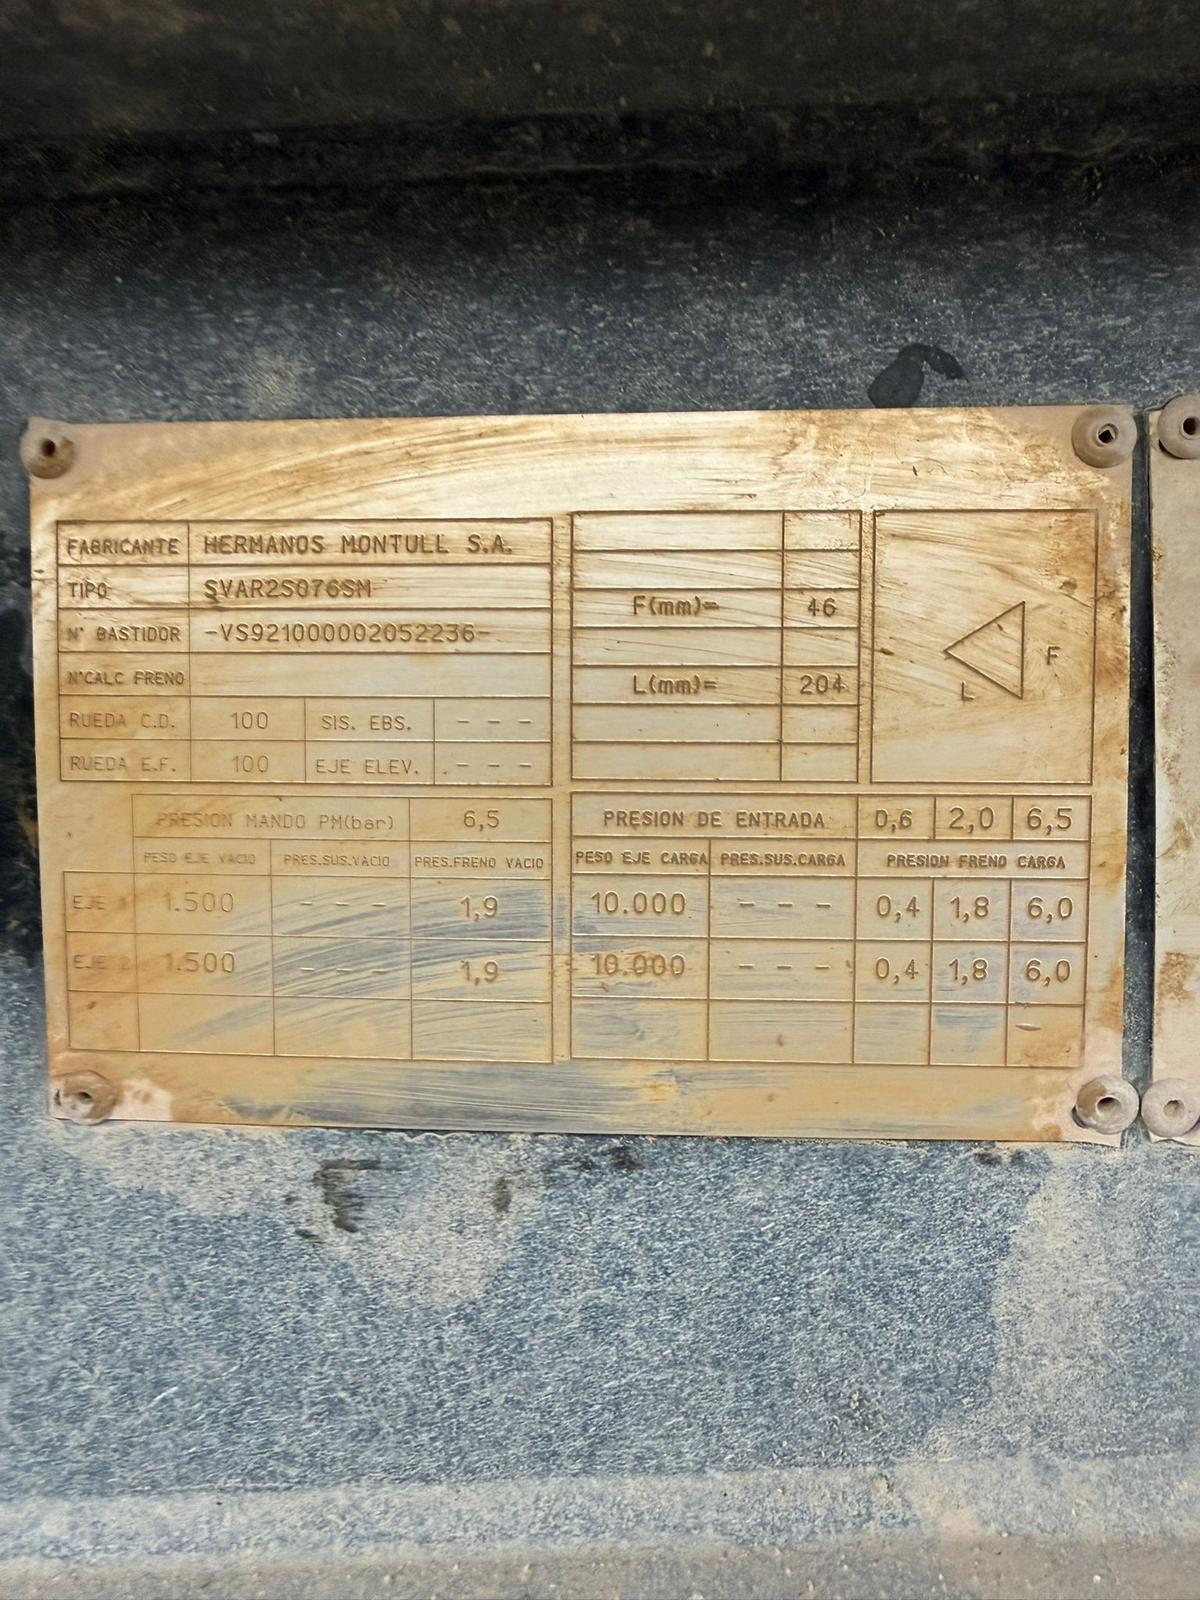 FABRICANTE HERMANOS MONTULL S.A.
TIPO SVAR2S076SM
Nº BASTIDOR -VS921000002052236-
NºCALC FRENO
RUEDA C.D. 100 SIS. EBS. - - -
RUEDA E.F. 100 EJE ELEV. - - -
F(mm)= 46
L(mm)= 204
F
L
PRESION MANDO PM(bar) 6,5
PESO EJE VACIO PRES.SUS.VACIO PRES.FRENO VACIO
EJE 1 1.500 - - - 1,9
EJE 2 1.500 - - - 1,9
PRESION DE ENTRADA 0,6 2,0 6,5
PESO EJE CARGA PRES.SUS.CARGA PRESION FRENO CARGA
10.000 - - - 0,4 1,8 6,0
10.000 - - - 0,4 1,8 6,0